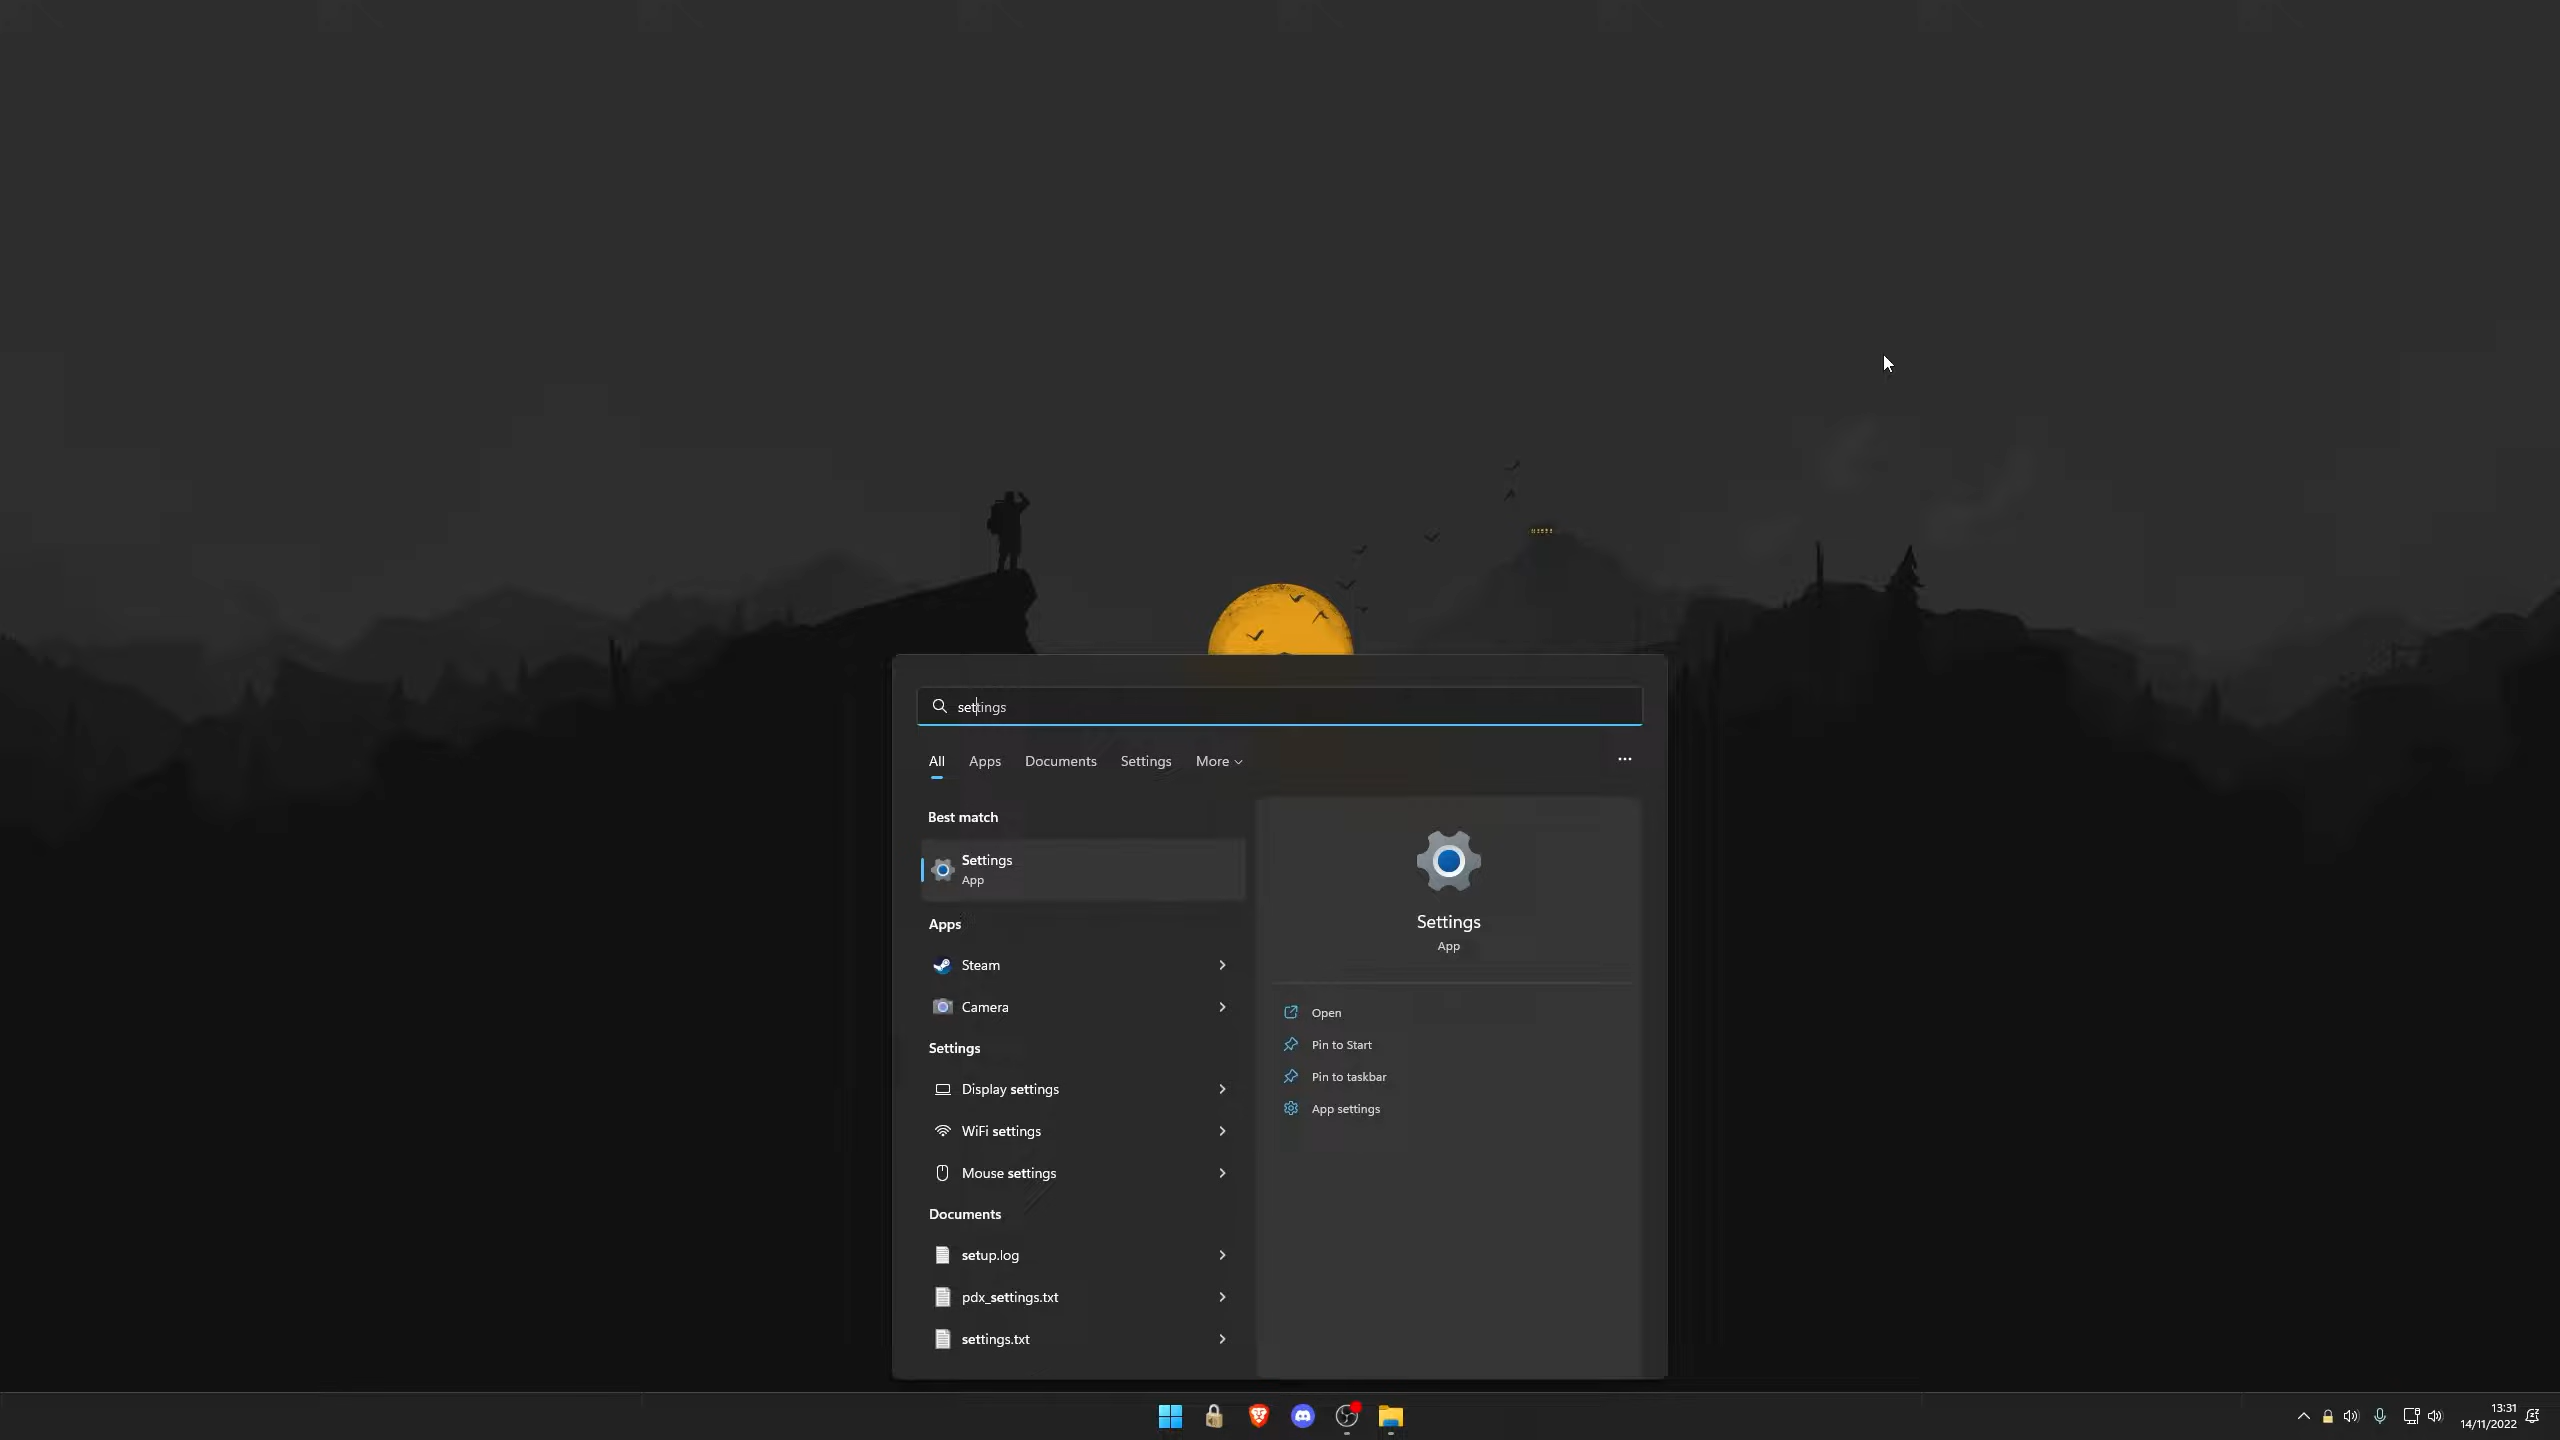 settings
All Apps Documents Settings More
Best match
Settings
App
Apps
Steam
Camera
Settings
Display settings
WiFi settings
Mouse settings
Documents
setup.log
pdx_settings.txt
settings.txt
Settings
App
Open
Pin to Start
Pin to taskbar
App settings
13:31
14/11/2022